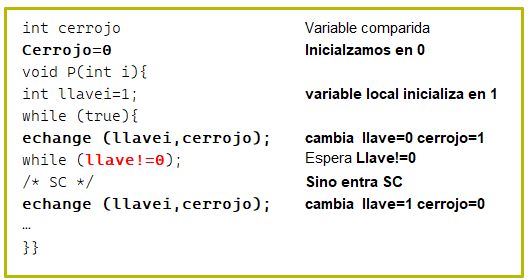 int cerrojo Variable comparida
Cerrojo=0 Inicialzamos en 0
void P(int i){
int llavei=1; variable local inicializa en 1
while (true){
echange (llavei,cerrojo); cambia llave=0 cerrojo=1
while (llave!=0); Espera Llave!=0
/* SC */ Sino entra SC
echange (llavei,cerrojo); cambia llave=1 cerrojo=0
…
}}